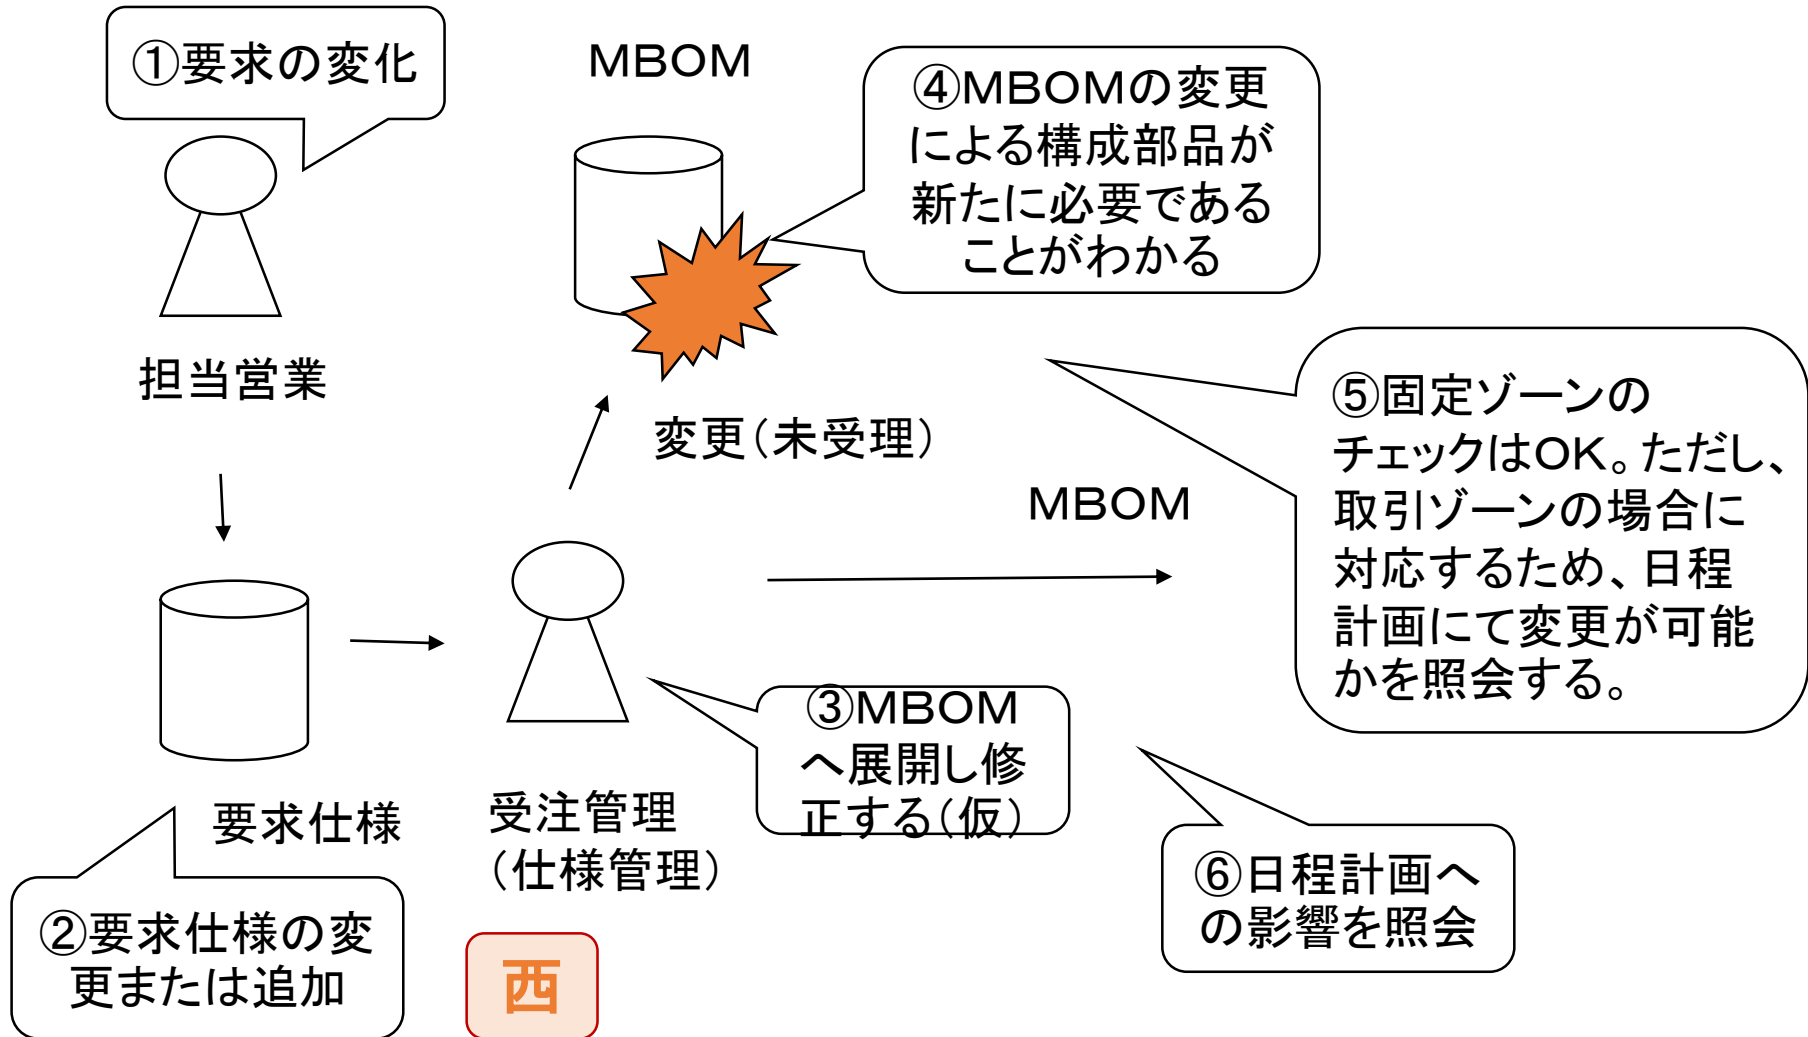 ①要求の変化
MBOM
④MBOMの変更
による構成部品が
新たに必要である
ことがわかる
担当営業
変更(未受理)
⑤固定ゾーンの
チェックはOK。ただし、
取引ゾーンの場合に
対応するため、日程
計画にて変更が可能
かを照会する。
MBOM
③MBOM
へ展開し修
正する(仮)
要求仕様
受注管理
(仕様管理)
⑥日程計画へ
の影響を照会
②要求仕様の変
更または追加
西